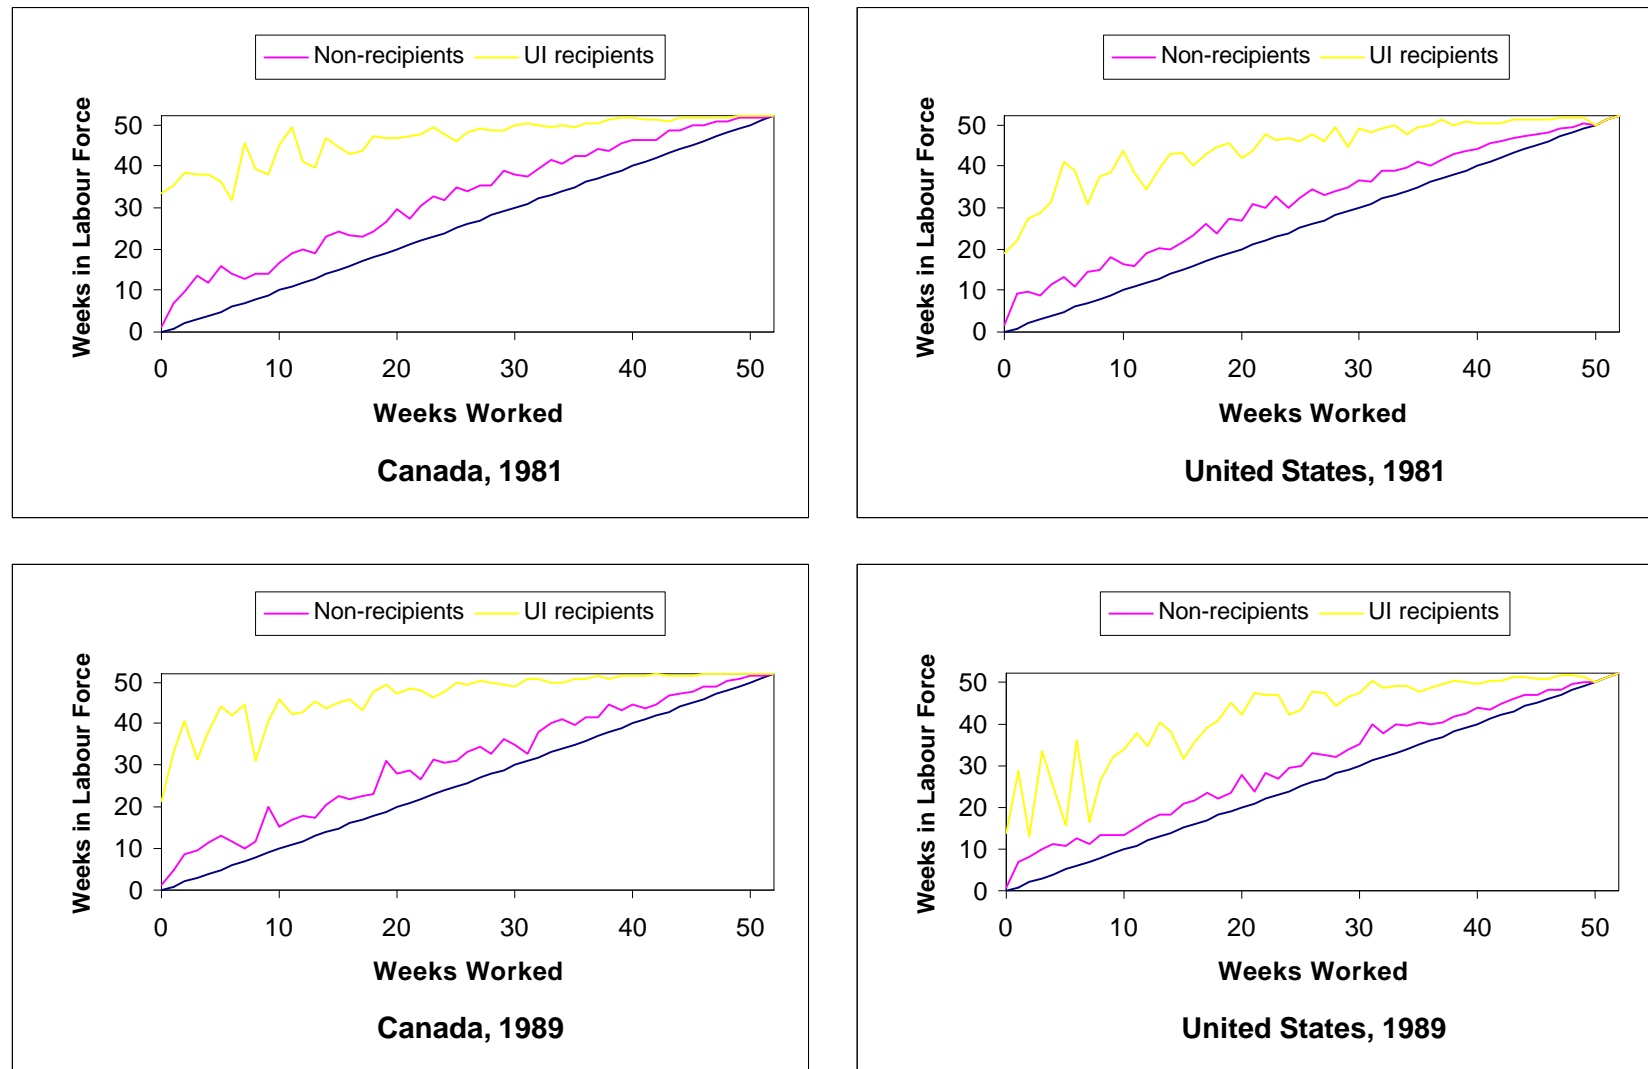 Non-recipients UI recipients
Weeks in Labour Force
50
40
30
20
10
0
0 10 20 30 40 50
Weeks Worked
Canada, 1981
Non-recipients UI recipients
Weeks in Labour Force
50
40
30
20
10
0
0 10 20 30 40 50
Weeks Worked
United States, 1981
Non-recipients UI recipients
Weeks in Labour Force
50
40
30
20
10
0
0 10 20 30 40 50
Weeks Worked
Canada, 1989
Non-recipients UI recipients
Weeks in Labour Force
50
40
30
20
10
0
0 10 20 30 40 50
Weeks Worked
United States, 1989